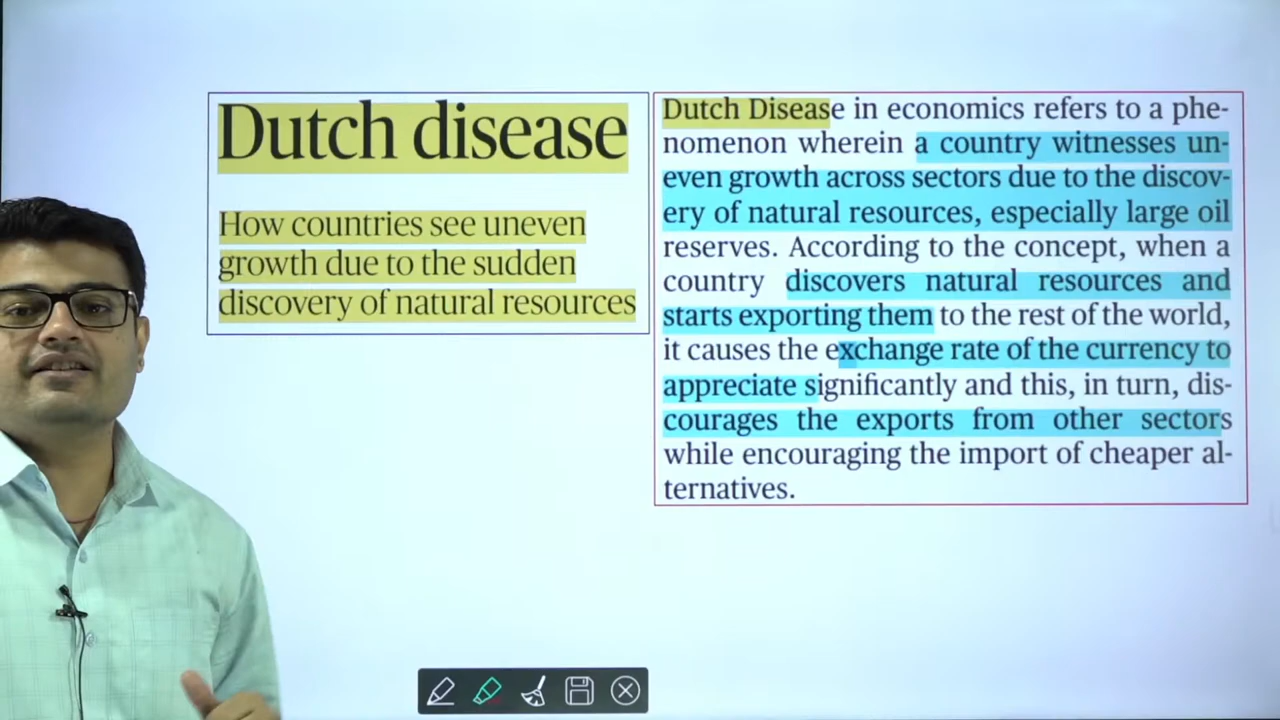 Dutch disease
How countries see uneven
growth due to the sudden
discovery of natural resources
Dutch Disease in economics refers to a phe-
nomenon wherein a country witnesses un-
even growth across sectors due to the discov-
ery of natural resources, especially large oil
reserves. According to the concept, when a
country discovers natural resources and
starts exporting them to the rest of the world,
it causes the exchange rate of the currency to
appreciate significantly and this, in turn, dis-
courages the exports from other sectors
while encouraging the import of cheaper al-
ternatives.